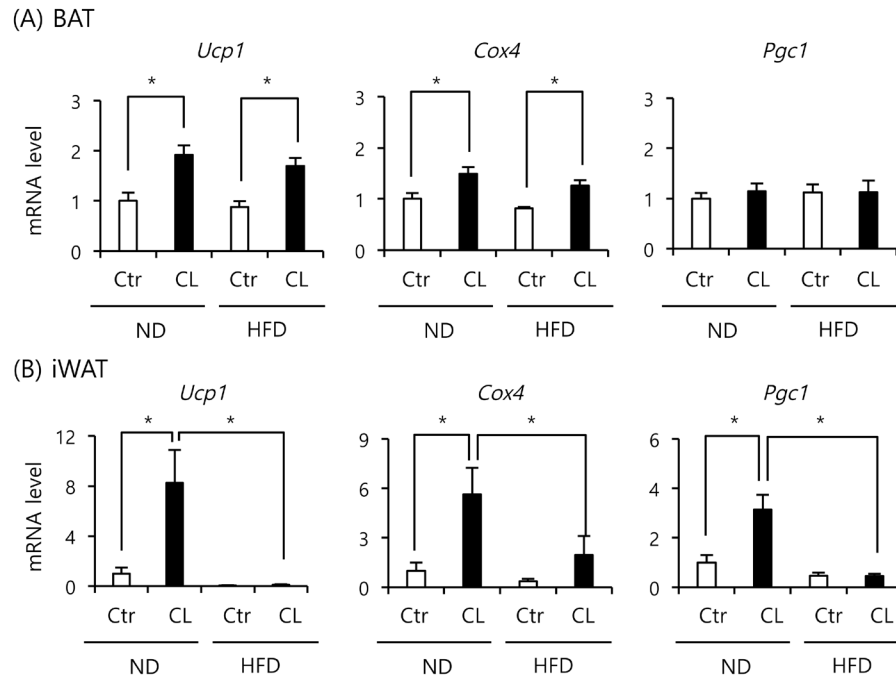 (A) BAT
Ucp1
Cox4
Pgc1
* * * *
3 3 3
2 2 2
1 1 1
0 0 0
mRNA level
Ctr CL Ctr CL Ctr CL Ctr CL Ctr CL Ctr CL
ND HFD ND HFD ND HFD
(B) iWAT
Ucp1
Cox4
Pgc1
* * * * * *
12 9 6
8 6 4
4 3 2
0 0 0
mRNA level
Ctr CL Ctr CL Ctr CL Ctr CL Ctr CL Ctr CL
ND HFD ND HFD ND HFD